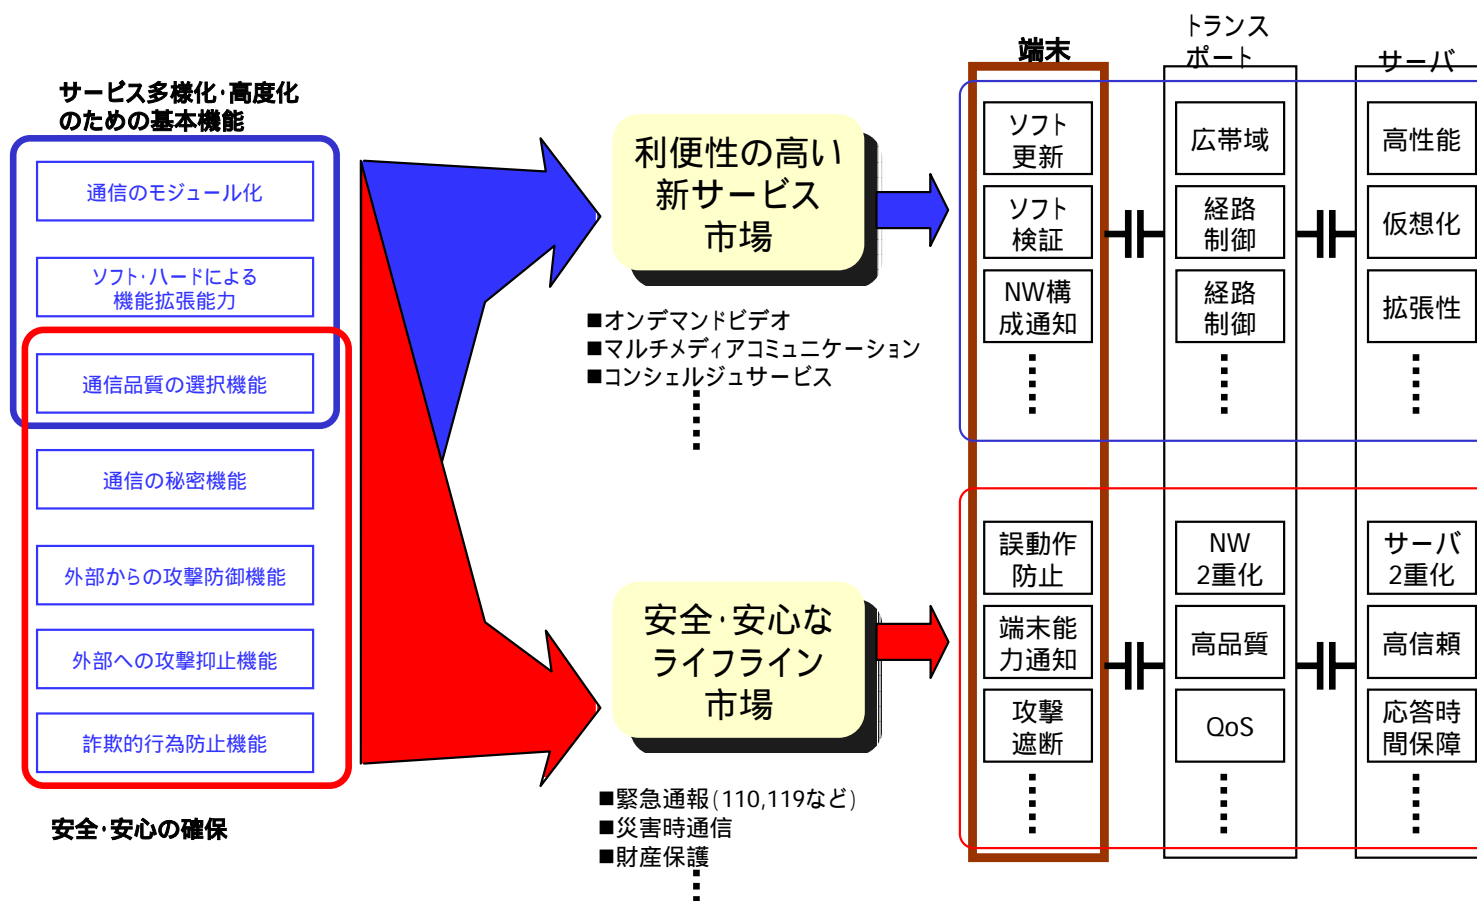 サービス多様化・高度化
のための基本機能
通信のモジュール化
ソフト・ハードによる
機能拡張能力
通信品質の選択機能
通信の秘密機能
外部からの攻撃防御機能
外部への攻撃抑止機能
詐欺的行為防止機能
安全・安心の確保
利便性の高い
新サービス
市場
■オンデマンドビデオ
■マルチメディアコミュニケーション
■コンシェルジュサービス
安全・安心な
ライフライン
市場
■緊急通報(110,119など)
■災害時通信
■財産保護
端末
ソフト
更新
ソフト
検証
NW構
成通知
誤動作
防止
端末能
力通知
攻撃
遮断
トランス
ポート
広帯域
経路
制御
経路
制御
NW
2重化
高品質
QoS
サーバ
高性能
仮想化
拡張性
サーバ
2重化
高信頼
応答時
間保障